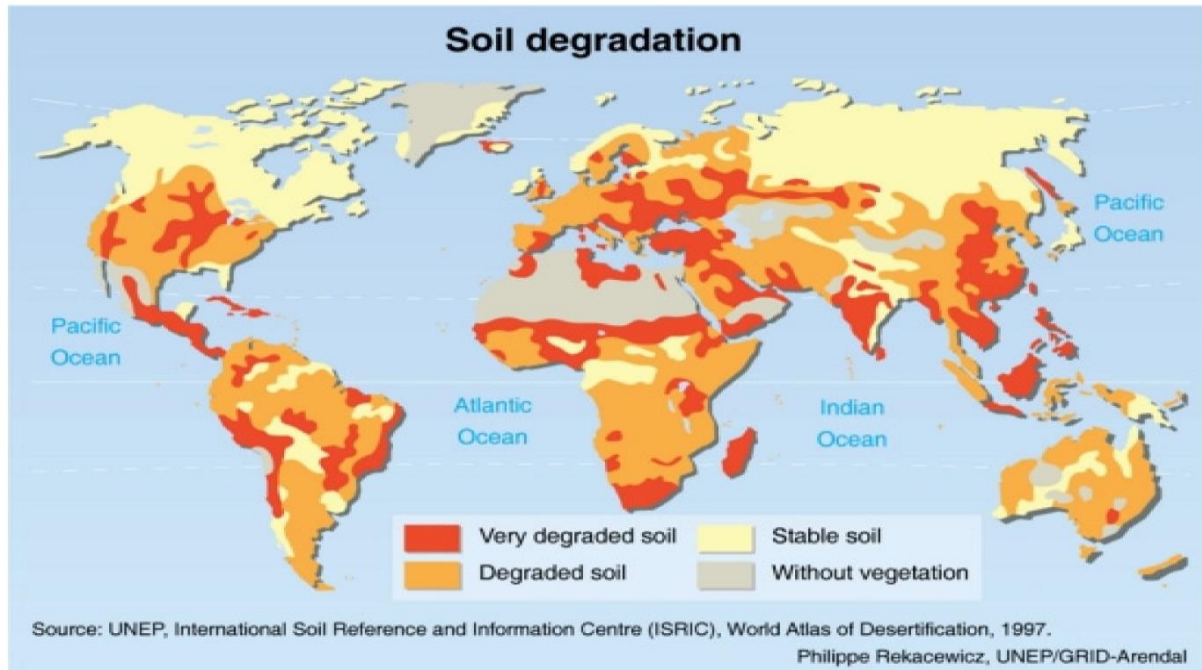 Soil degradation
Pacific
Ocean
Pacific
Ocean
Atlantic
Ocean
Indian
Ocean
Very degraded soil
Stable soil
Degraded soil
Without vegetation
Source: UNEP, International Soil Reference and Information Centre (ISRIC), World Atlas of Desertification, 1997.
Philippe Rekacewicz, UNEP/GRID-Arendal